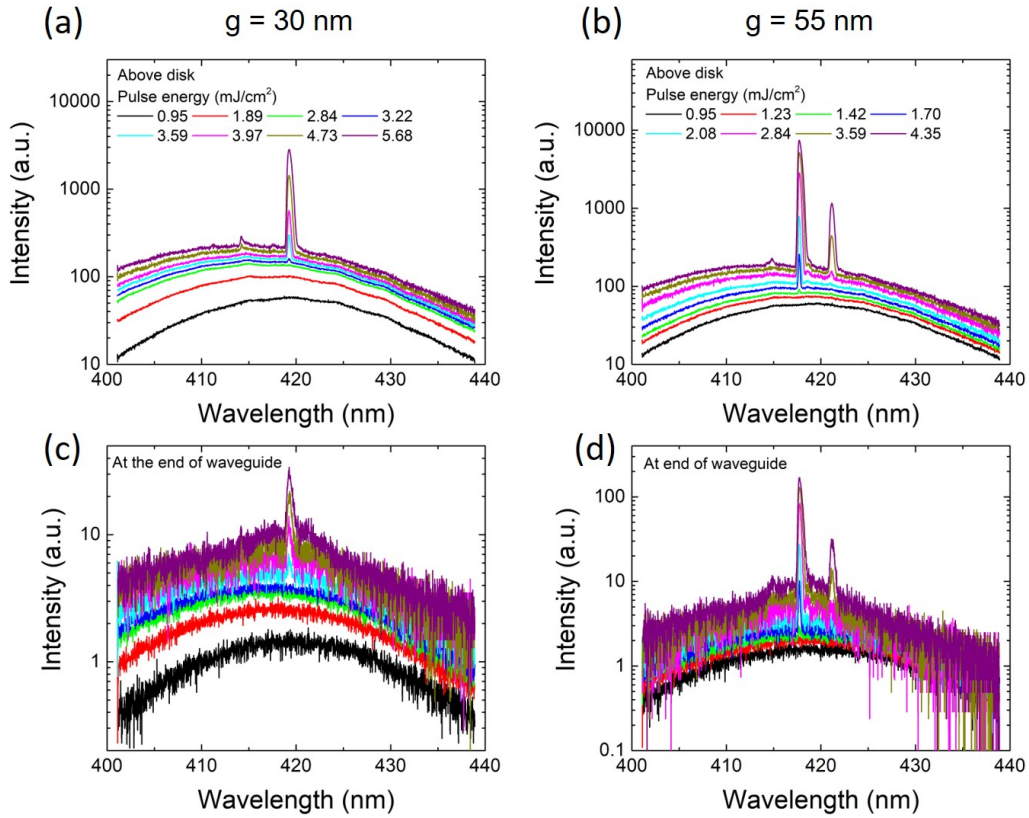 (a) g = 30 nm
Above disk
Pulse energy (mJ/cm²)
0.95 1.89 2.84 3.22
3.59 3.97 4.73 5.68
10000
1000
100
10
Intensity (a.u.)
400 410 420 430 440
Wavelength (nm)
(b) g = 55 nm
Above disk
Pulse energy (mJ/cm²)
0.95 1.23 1.42 1.70
2.08 2.84 3.59 4.35
10000
1000
100
10
Intensity (a.u.)
400 410 420 430 440
Wavelength (nm)
(c)
At the end of waveguide
10
1
Intensity (a.u.)
400 410 420 430 440
Wavelength (nm)
(d)
At end of waveguide
100
10
1
0.1
Intensity (a.u.)
400 410 420 430 440
Wavelength (nm)